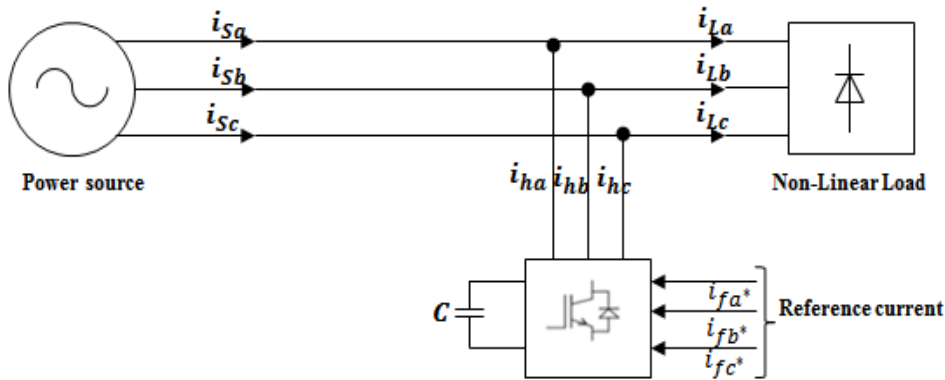 i_Sa
i_La
i_Sb
i_Lb
i_Sc
i_Lc
Power source
i_ha i_hb i_hc
Non-Linear Load
C
i_fa*
i_fb*
i_fc*
Reference current